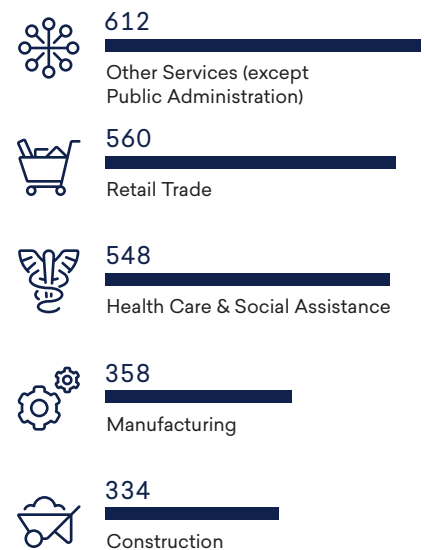 612
Other Services (except
Public Administration)
560
Retail Trade
548
Health Care & Social Assistance
358
Manufacturing
334
Construction